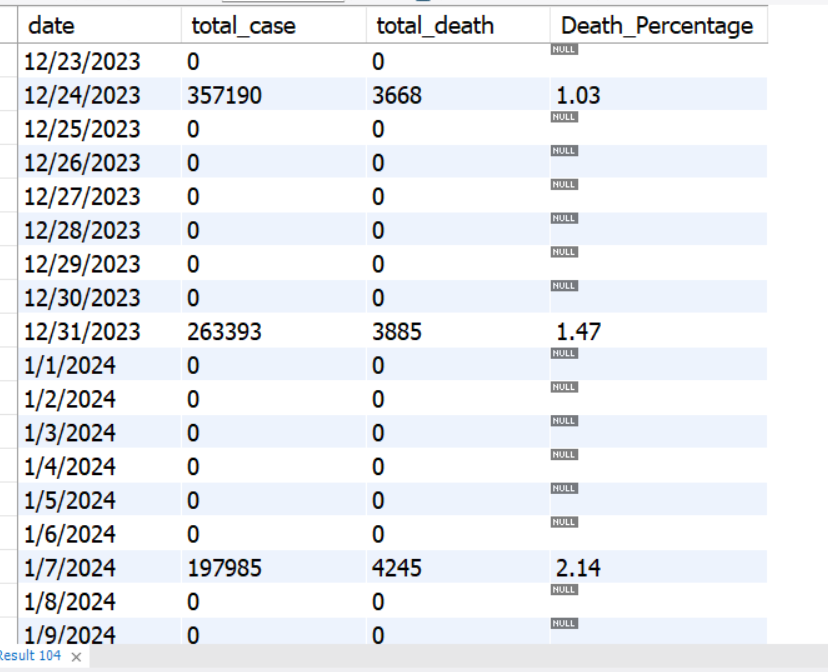 date total_case total_death Death_Percentage
12/23/2023 0 0 NULL
12/24/2023 357190 3668 1.03
12/25/2023 0 0 NULL
12/26/2023 0 0 NULL
12/27/2023 0 0 NULL
12/28/2023 0 0 NULL
12/29/2023 0 0 NULL
12/30/2023 0 0 NULL
12/31/2023 263393 3885 1.47
1/1/2024 0 0 NULL
1/2/2024 0 0 NULL
1/3/2024 0 0 NULL
1/4/2024 0 0 NULL
1/5/2024 0 0 NULL
1/6/2024 0 0 NULL
1/7/2024 197985 4245 2.14
1/8/2024 0 0 NULL
1/9/2024 0 0 NULL
Result 104 ×